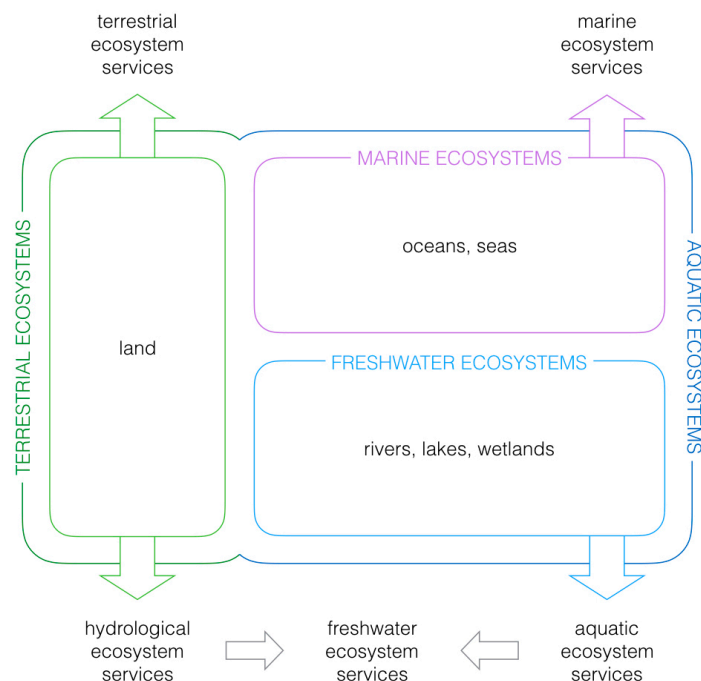 terrestrial
ecosystem
services
marine
ecosystem
services
MARINE ECOSYSTEMS
oceans, seas
TERRESTRIAL ECOSYSTEMS
land
AQUATIC ECOSYSTEMS
FRESHWATER ECOSYSTEMS
rivers, lakes, wetlands
hydrological
ecosystem
services
freshwater
ecosystem
services
aquatic
ecosystem
services